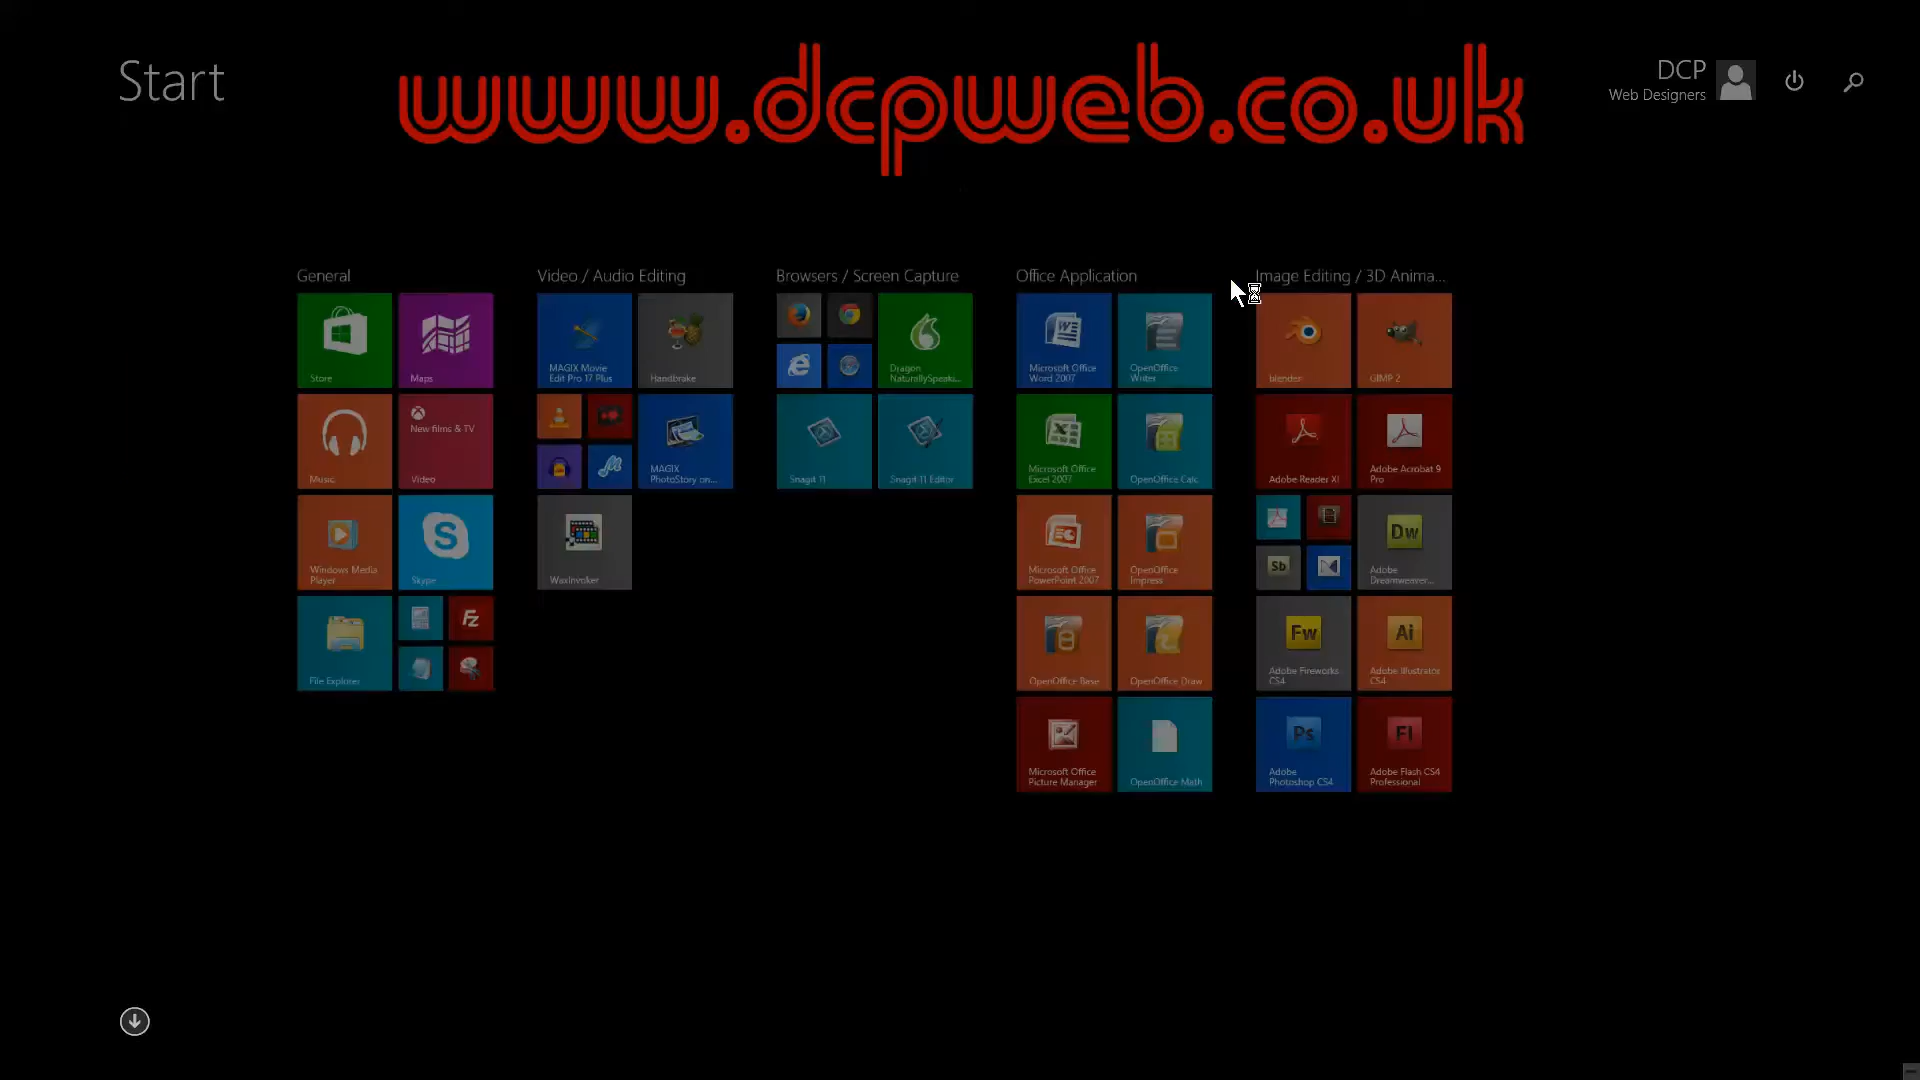 Start
www.dcpweb.co.uk
DCP
Web Designers
General
Video / Audio Editing
Browsers / Screen Capture
Office Application
Image Editing / 3D Anima...
Store
Maps
MAGIX Movie
Edit Pro 17 Plus
Handbrake
Dragon
NaturallySpeaki...
Microsoft Office
Word 2007
OpenOffice
Writer
blender
GIMP 2
Music
New films & TV
Video
MAGIX
PhotoStory on...
Snagit 11
Snagit 11 Editor
Microsoft Office
Excel 2007
OpenOffice Calc
Adobe Reader XI
Adobe Acrobat 9
Pro
Windows Media
Player
S
Skype
WaxInvoker
Microsoft Office
PowerPoint 2007
OpenOffice
Impress
Sb
Dw
Adobe
Dreamweaver...
File Explorer
Fz
OpenOffice Base
OpenOffice Draw
Fw
Adobe Fireworks
CS4
Ai
Adobe Illustrator
CS4
Microsoft Office
Picture Manager
OpenOffice Math
Ps
Adobe
Photoshop CS4
Fl
Adobe Flash CS4
Professional